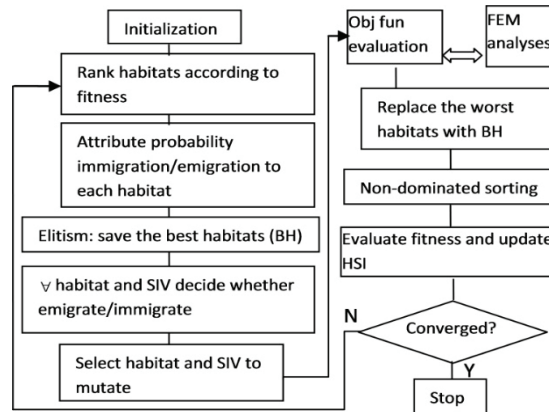 Initialization
Rank habitats according to
fitness
Attribute probability
immigration/emigration to
each habitat
Elitism: save the best habitats (BH)
∀ habitat and SIV decide whether
emigrate/immigrate
Select habitat and SIV to
mutate
Obj fun
evaluation
FEM
analyses
Replace the worst
habitats with BH
Non-dominated sorting
Evaluate fitness and update
HSI
N
Converged?
Y
Stop